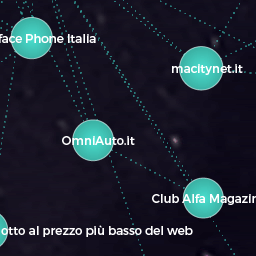 face Phone Italia
macitynet.it
OmniAuto.it
Club Alfa Magazin
otto al prezzo più basso del web